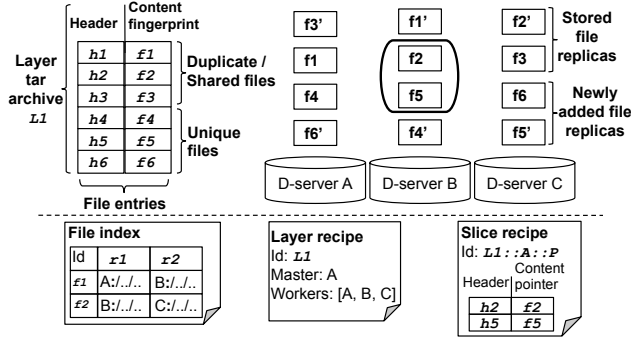 Header
Content
fingerprint
Layer
tar
archive
L1
h1 f1
h2 f2
h3 f3
h4 f4
h5 f5
h6 f6
Duplicate /
Shared files
Unique
files
File entries
f3’ f1’ f2’
f1 f2 f3
f4 f5 f6
f6’ f4’ f5’
Stored
file
replicas
Newly
added file
replicas
D-server A D-server B D-server C
File index
Id r1 r2
f1 A:/../.. B:/../..
f2 B:/../.. C:/../..
Layer recipe
Id: L1
Master: A
Workers: [A, B, C]
Slice recipe
Id: L1::A::P
Header Content
pointer
h2 f2
h5 f5